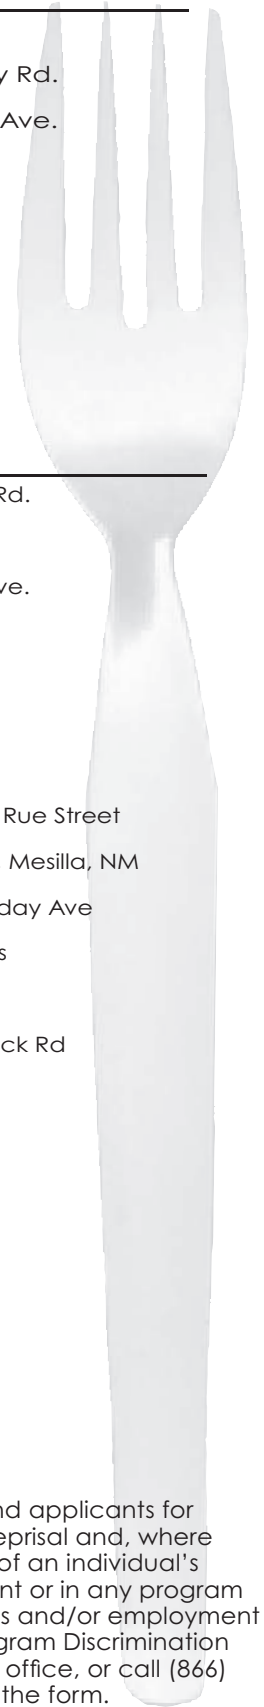 y Rd.
Ave.
Rd.
ve.
Rue Street
Mesilla, NM
day Ave
s
ck Rd
nd applicants for
eprisal and, where
of an individual's
nt or in any program
s and/or employment
gram Discrimination
office, or call (866)
the form.